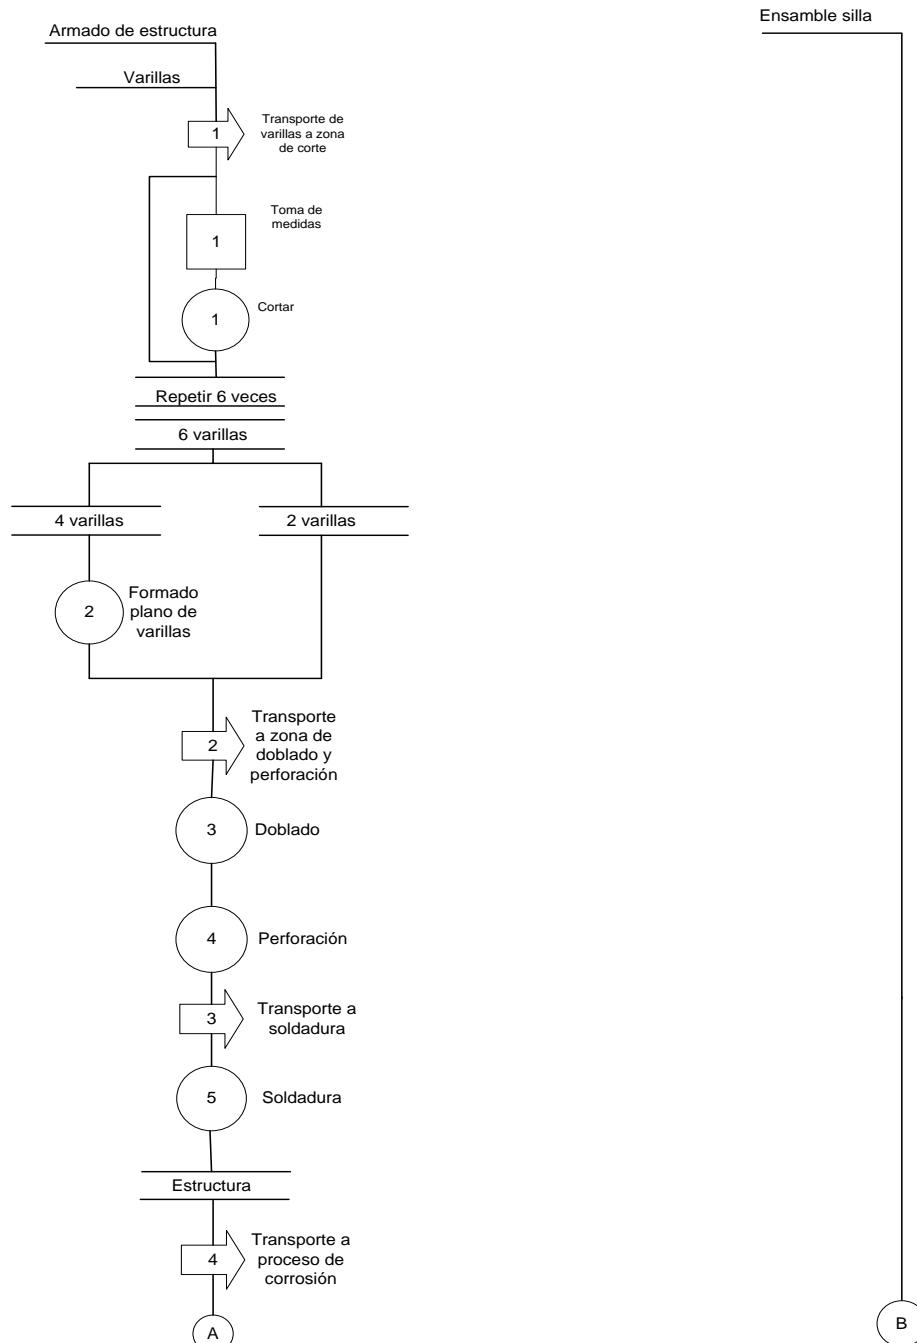 Ensamble silla
Armado de estructura
Varillas
1
Transporte de
varillas a zona
de corte
Toma de
medidas
1
Cortar
1
Repetir 6 veces
6 varillas
4 varillas
2 varillas
2
Formado
plano de
varillas
2
Transporte
a zona de
doblado y
perforación
3
Doblado
4
Perforación
3
Transporte a
soldadura
5
Soldadura
Estructura
4
Transporte a
proceso de
corrosión
A
B